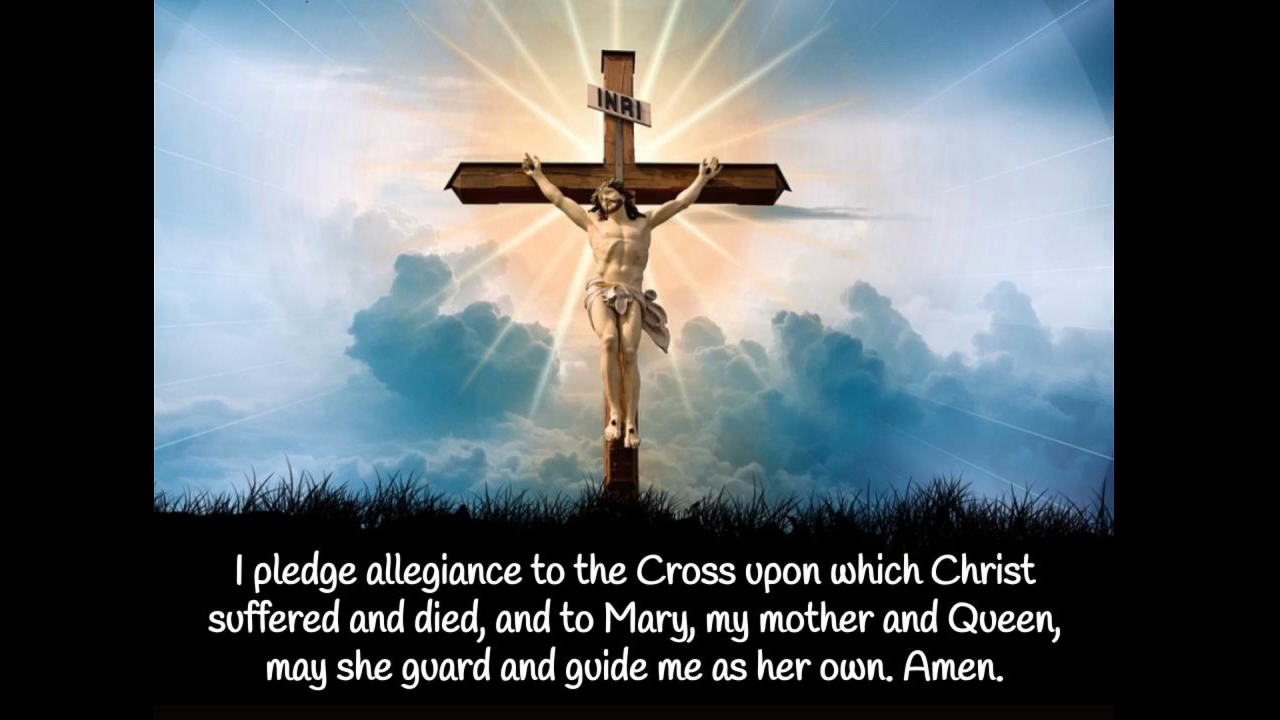 INRI
I pledge allegiance to the Cross upon which Christ
suffered and died, and to Mary, my mother and Queen,
may she guard and guide me as her own. Amen.